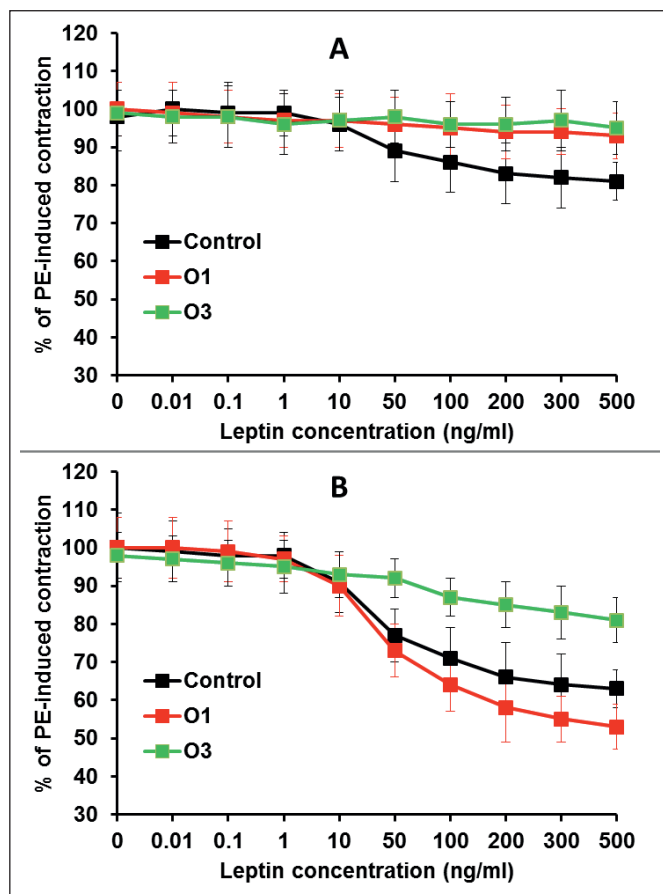 A
% of PE-induced contraction
120
110
100
90
80
70
60
50
40
30
Control
O1
O3
0 0.01 0.1 1 10 50 100 200 300 500
Leptin concentration (ng/ml)
B
% of PE-induced contraction
120
110
100
90
80
70
60
50
40
30
Control
O1
O3
0 0.01 0.1 1 10 50 100 200 300 500
Leptin concentration (ng/ml)